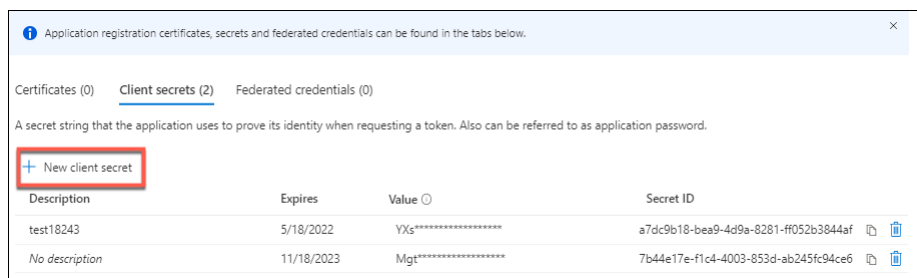 Application registration certificates, secrets and federated credentials can be found in the tabs below.
Certificates (0) Client secrets (2) Federated credentials (0)
A secret string that the application uses to prove its identity when requesting a token. Also can be referred to as application password.
New client secret
Description Expires Value Secret ID
test18243 5/18/2022 YXs****************** a7dc9b18-bea9-4d9a-8281-ff052b3844af
No description 11/18/2023 Mgt****************** 7b44e17e-f1c4-4003-853d-ab245fc94ce6